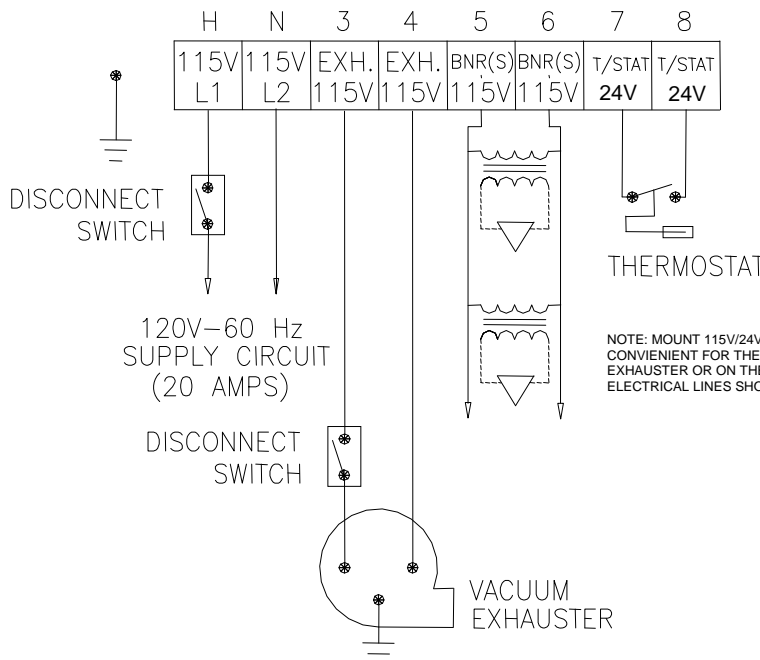 H N 3 4 5 6 7 8
115V 115V EXH. EXH. BNR(S) BNR(S) T/STAT T/STAT
L1 L2 115V 115V 115V 115V 24V 24V
DISCONNECT
SWITCH
THERMOSTAT
120V-60 Hz
SUPPLY CIRCUIT
(20 AMPS)
NOTE: MOUNT 115V/24V
CONVIENIENT FOR THE
EXHAUSTER OR ON THE
ELECTRICAL LINES SHO
DISCONNECT
SWITCH
VACUUM
EXHAUSTER